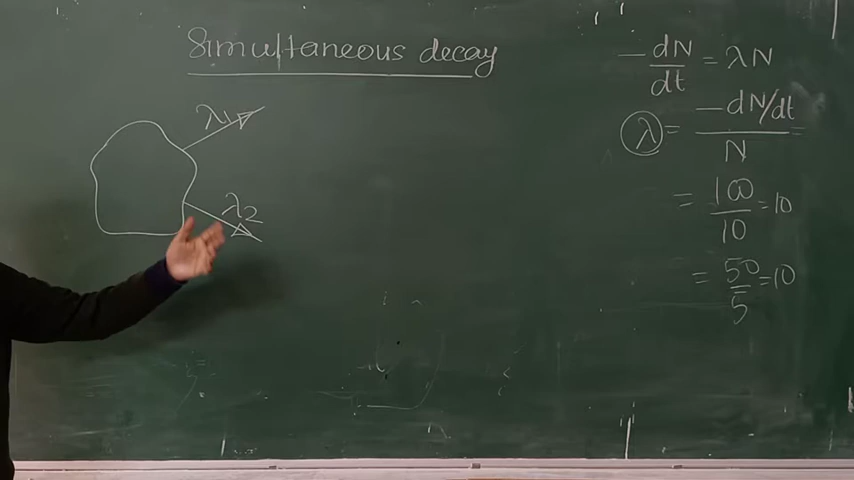 Simultaneous decay
λ1
λ2
- dN/dt = λN
λ = -dN/dt / N =
= 100/10 = 10
= 50/5 = 10